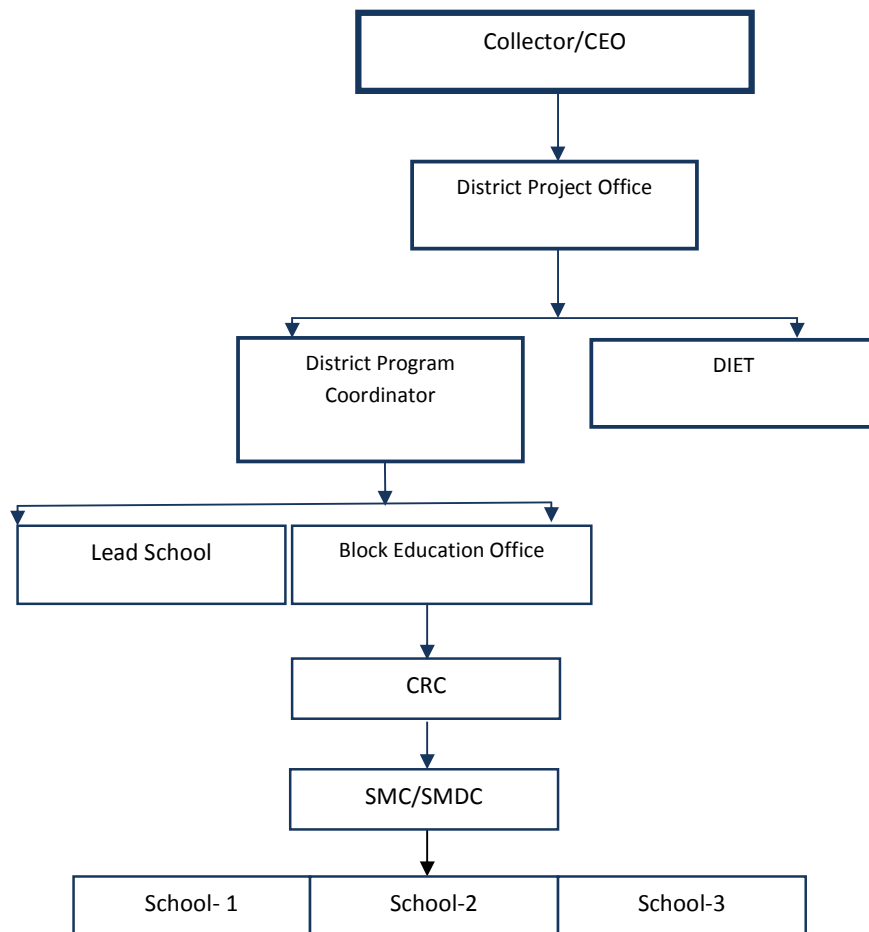 Collector/CEO
District Project Office
District Program
Coordinator
DIET
Lead School
Block Education Office
CRC
SMC/SMDC
School- 1
School-2
School-3